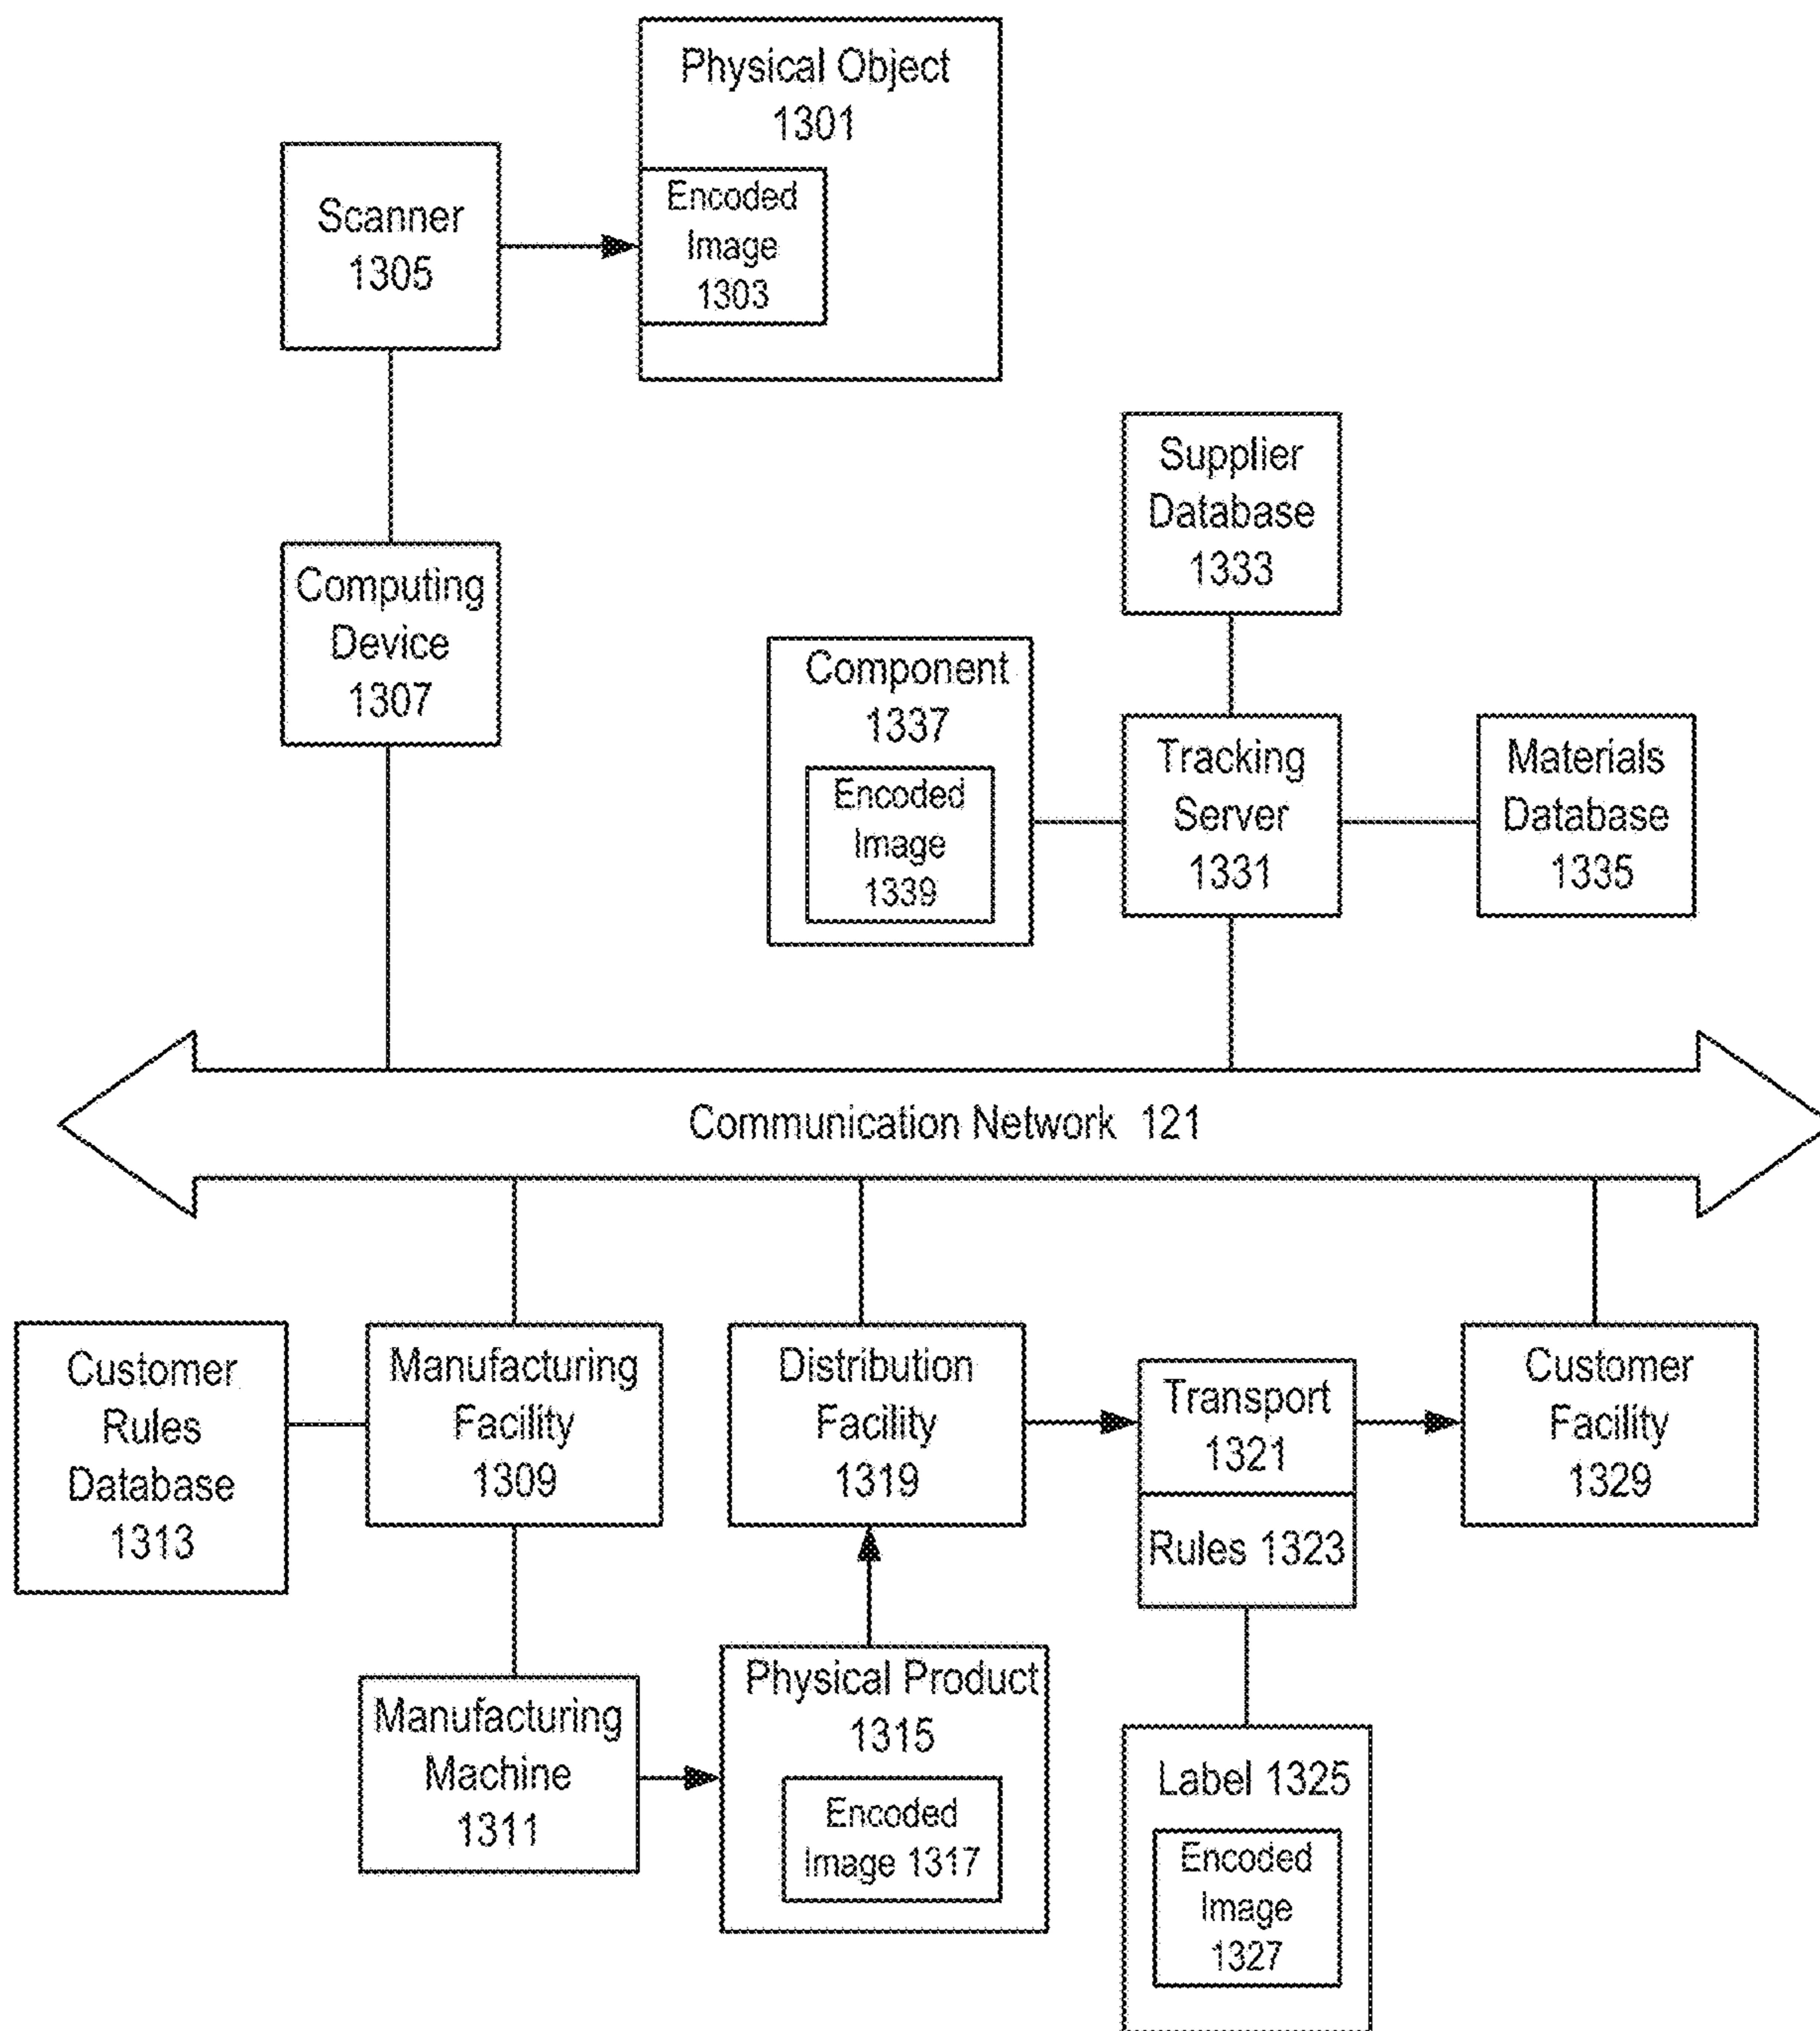 Physical Object
1301
Encoded
Image
1303
Scanner
1305
Computing
Device
1307
Supplier
Database
1333
Component
1337
Encoded
Image
1339
Tracking
Server
1331
Materials
Database
1335
Communication Network 121
Customer
Rules
Database
1313
Manufacturing
Facility
1309
Distribution
Facility
1319
Transport
1321
Rules 1323
Customer
Facility
1329
Manufacturing
Machine
1311
Physical Product
1315
Encoded
Image 1317
Label 1325
Encoded
Image
1327